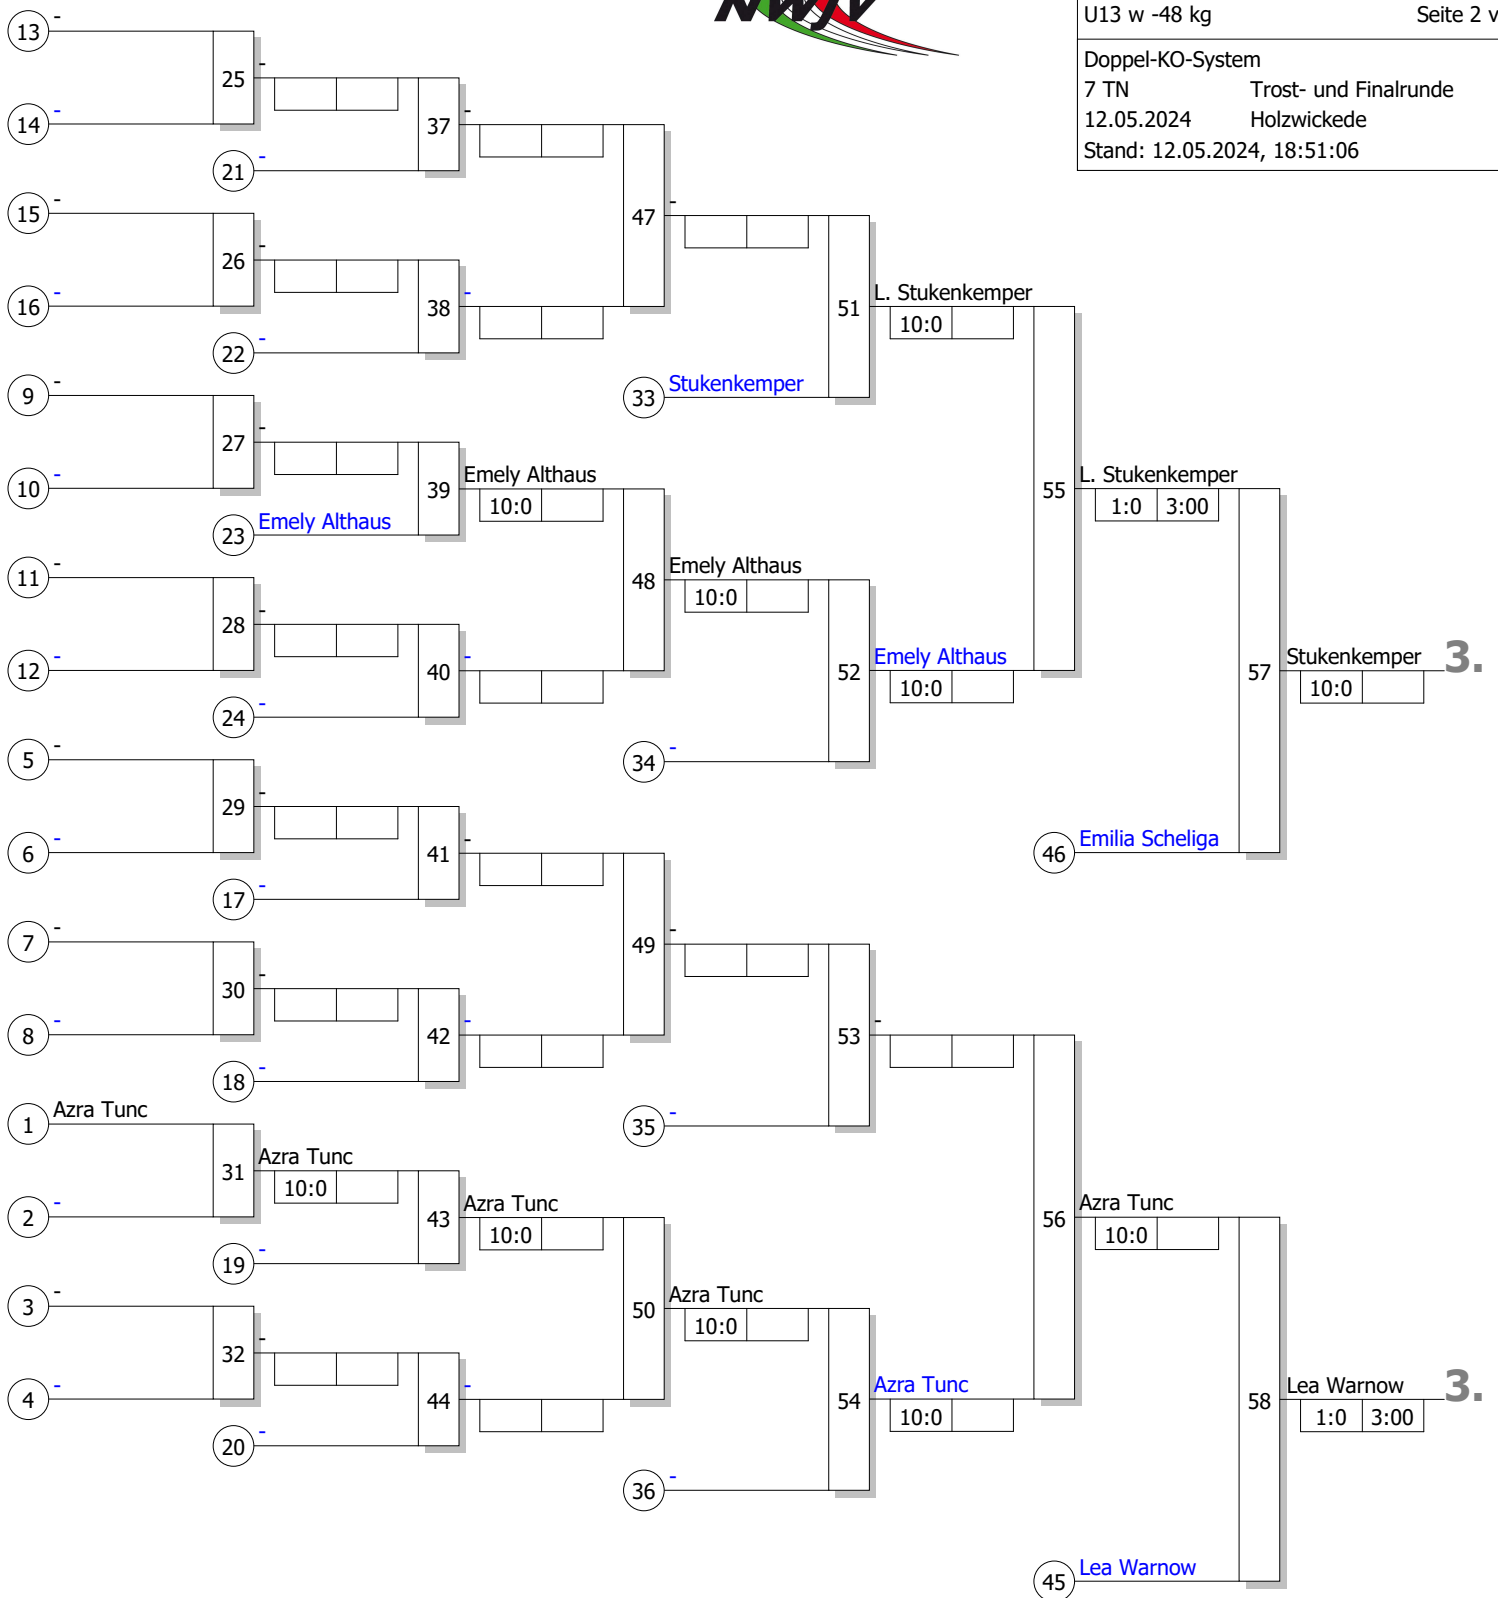 NWJV
U13 w -48 kg Seite 2 v
Doppel-KO-System
7 TN Trost- und Finalrunde
12.05.2024 Holzwickede
Stand: 12.05.2024, 18:51:06
13 -
25 -
14 -
37 -
21 -
15 -
47 -
26 -
16 -
38 -
51 L. Stukenkemper
10:0
22 -
9 -
33 Stukenkemper
27 -
10 -
39 Emely Althaus
10:0
55 L. Stukenkemper
1:0 3:00
23 Emely Althaus
11 -
48 Emely Althaus
10:0
28 -
12 -
40 -
52 Emely Althaus
10:0
57 Stukenkemper 3.
10:0
24 -
5 -
34 -
29 -
6 -
41 -
46 Emilia Scheliga
17 -
7 -
49 -
30 -
8 -
42 -
53 -
18 -
1 Azra Tunc
35 -
31 Azra Tunc
10:0
2 -
43 Azra Tunc
10:0
56 Azra Tunc
10:0
19 -
3 -
50 Azra Tunc
10:0
32 -
4 -
44 -
54 Azra Tunc
10:0
58 Lea Warnow 3.
1:0 3:00
20 -
36 -
45 Lea Warnow